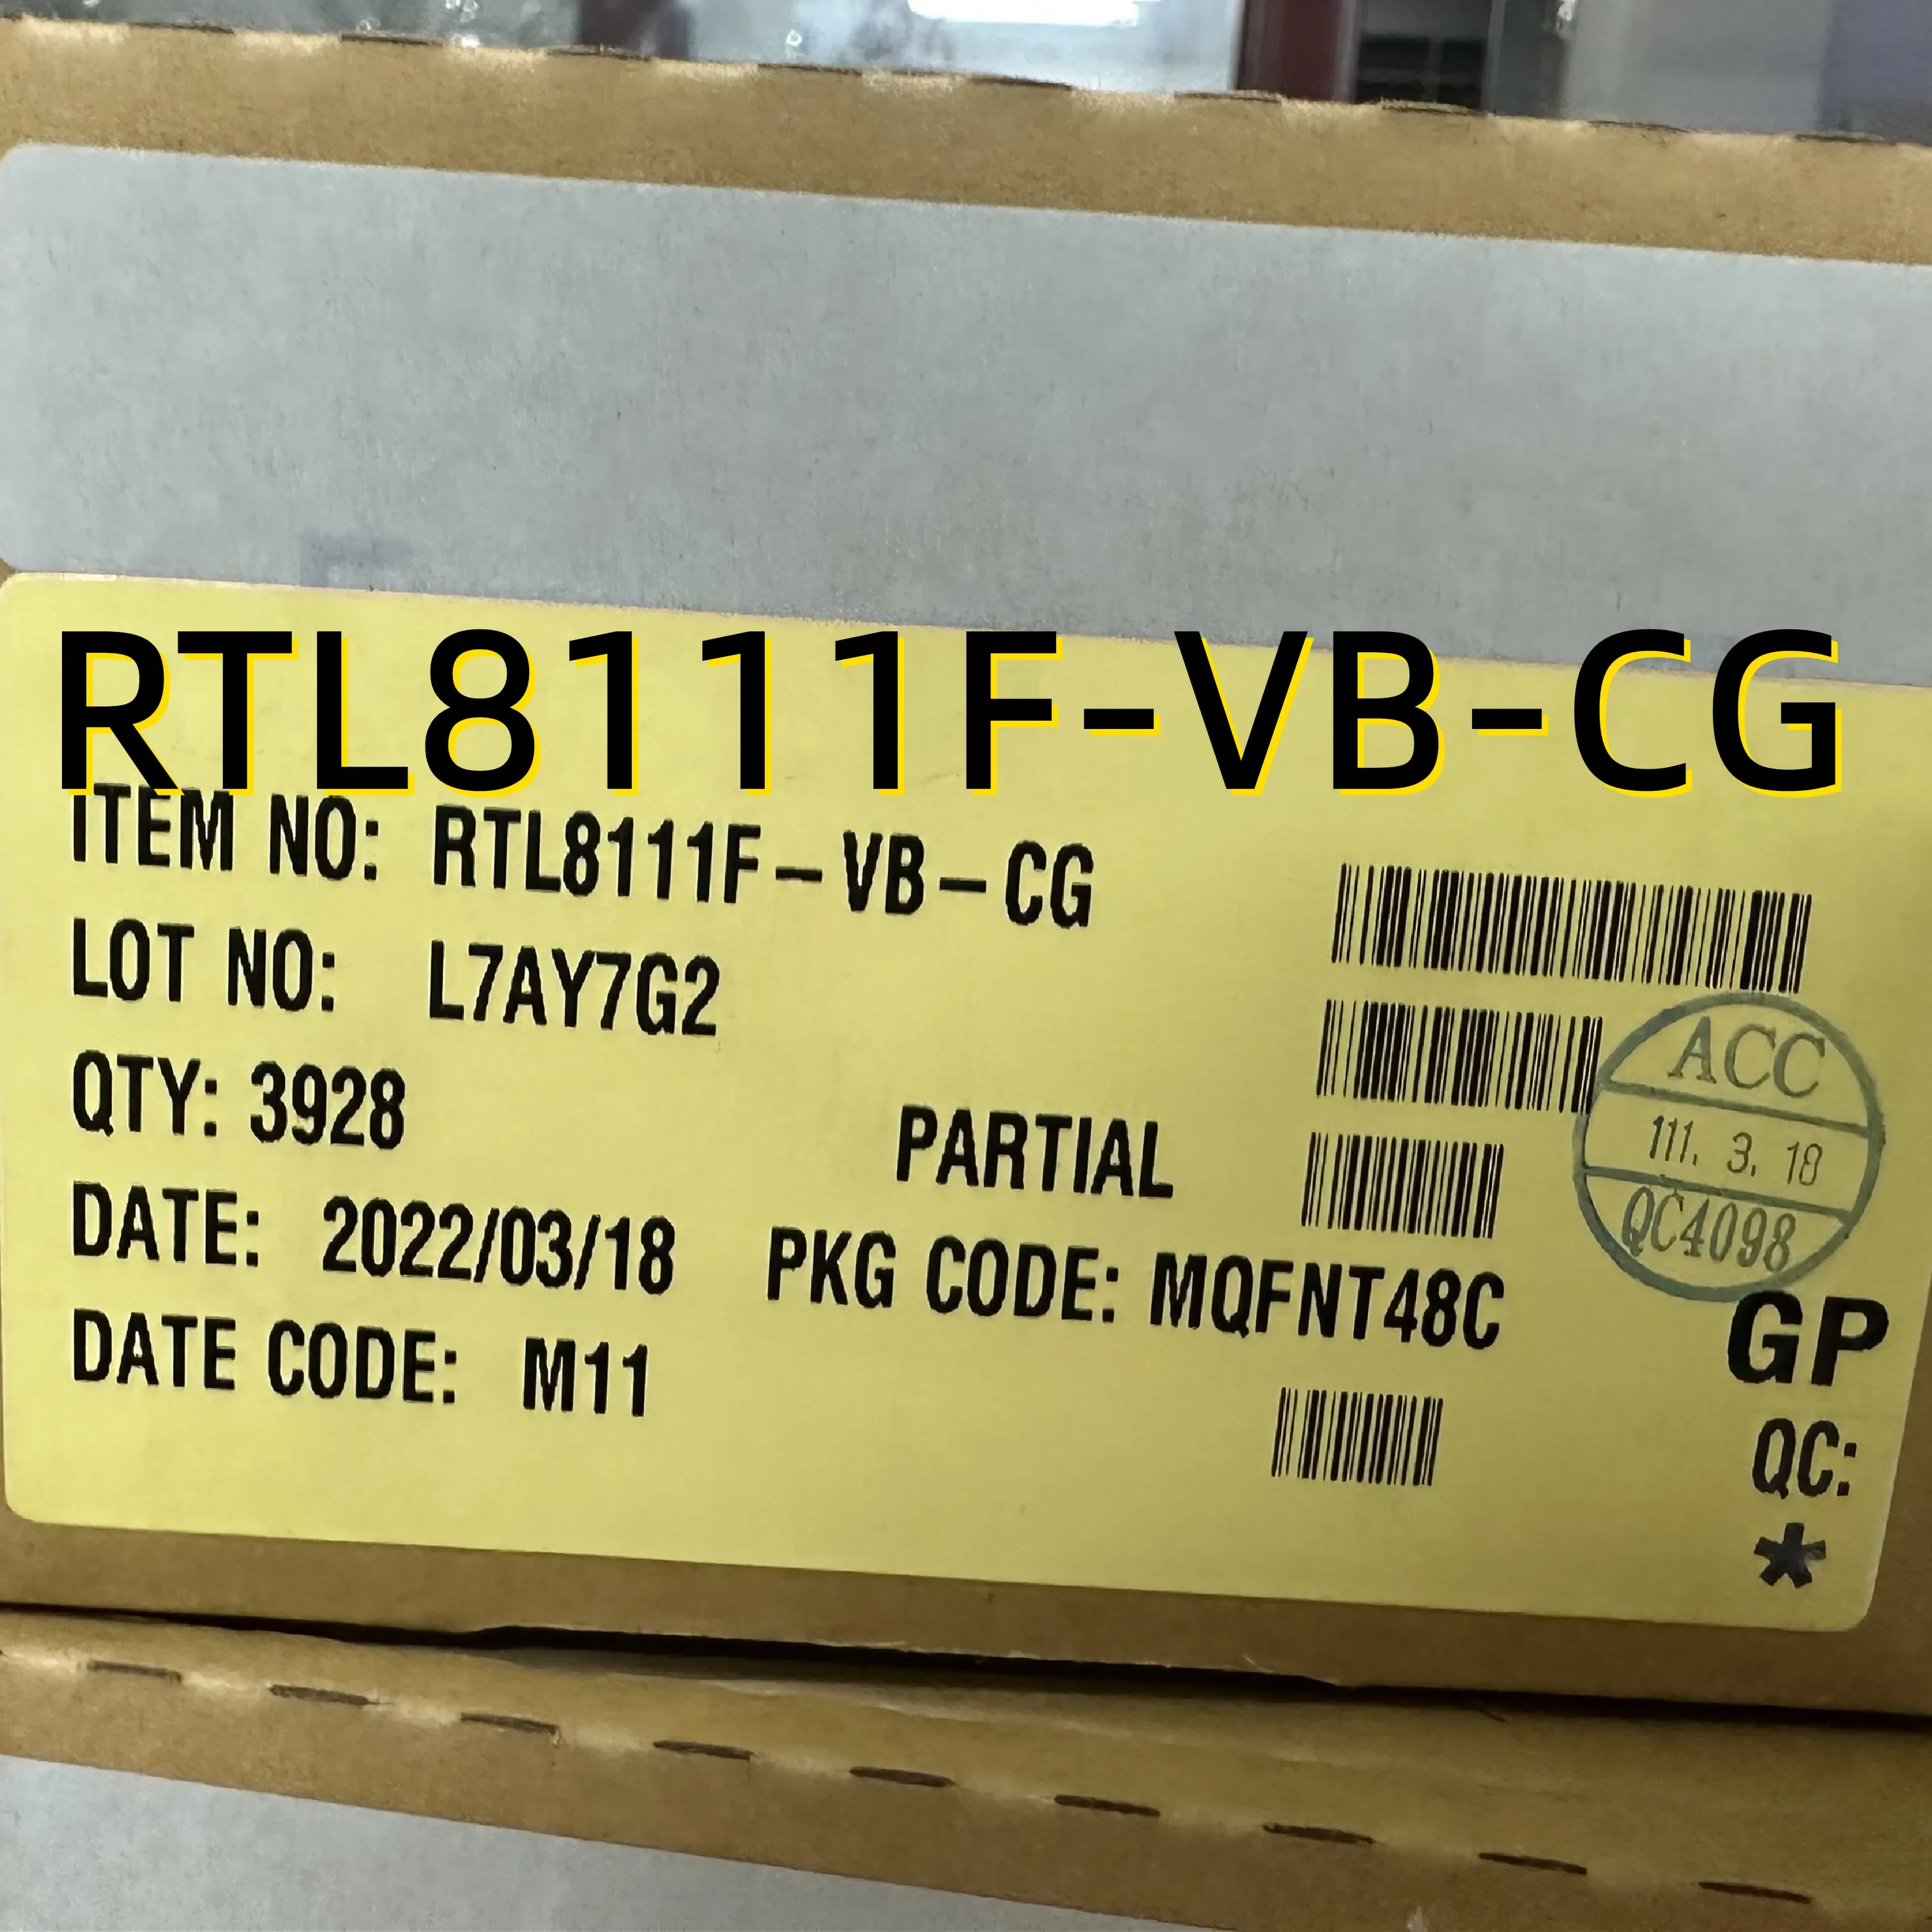 RTL8111F-VB-CG
ITEM NO: RTL8111F-VB-CG
LOT NO: L7AY7G2
QTY: 3928
PARTIAL
DATE: 2022/03/18 PKG CODE: MQFNT48C
DATE CODE: M11
ACC
111. 3. 18
QC4098
GP
QC:
*